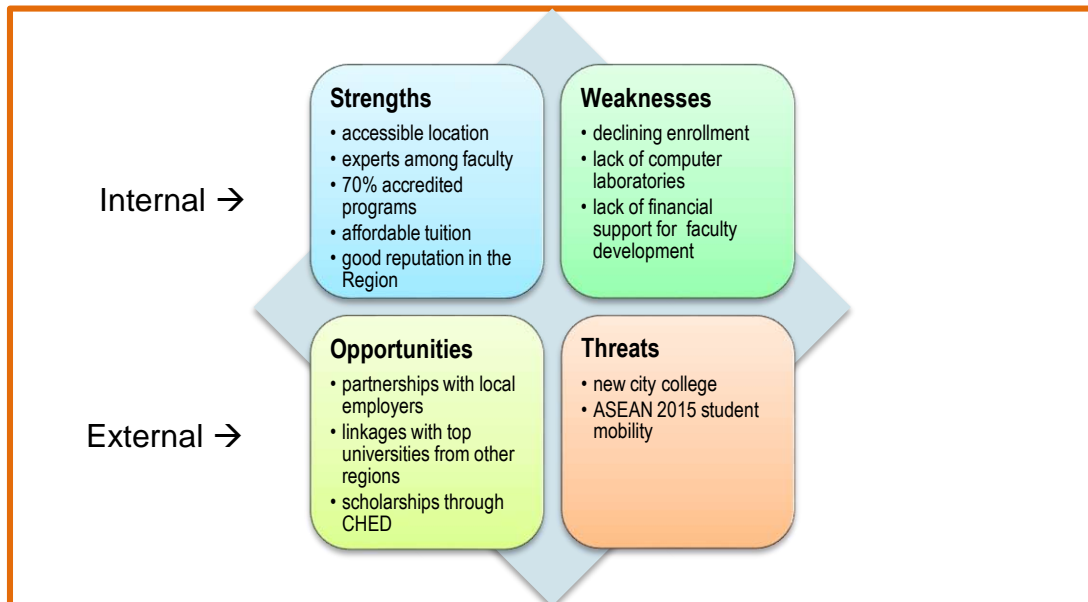 Internal →
Strengths
• accessible location
• experts among faculty
• 70% accredited
programs
• affordable tuition
• good reputation in the
Region
Weaknesses
• declining enrollment
• lack of computer
laboratories
• lack of financial
support for faculty
development
External →
Opportunities
• partnerships with local
employers
• linkages with top
universities from other
regions
• scholarships through
CHED
Threats
• new city college
• ASEAN 2015 student
mobility